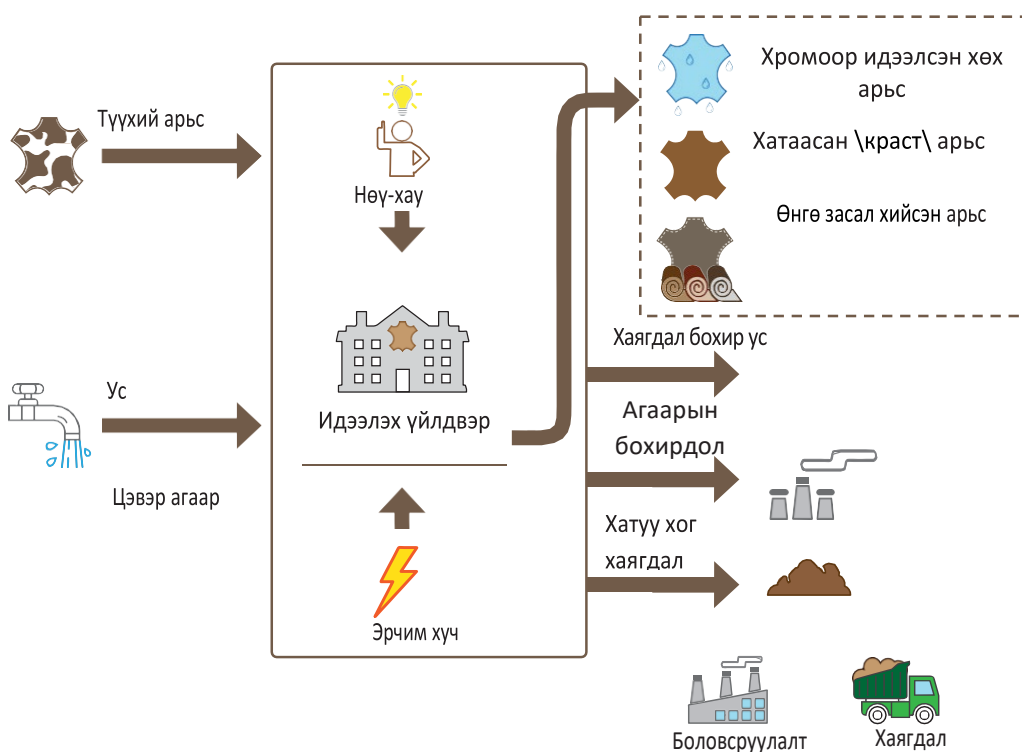 Түүхий арьс
Ус
Цэвэр агаар
Нөү-хау
Идээлэх үйлдвэр
Эрчим хүч
Хромоор идээлсэн хөх
арьс
Хатаасан \краст\ арьс
Өнгө засал хийсэн арьс
Хаягдал бохир ус
Агаарын
бохирдол
Хатуу хог
хаягдал
Боловсруулалт
Хаягдал